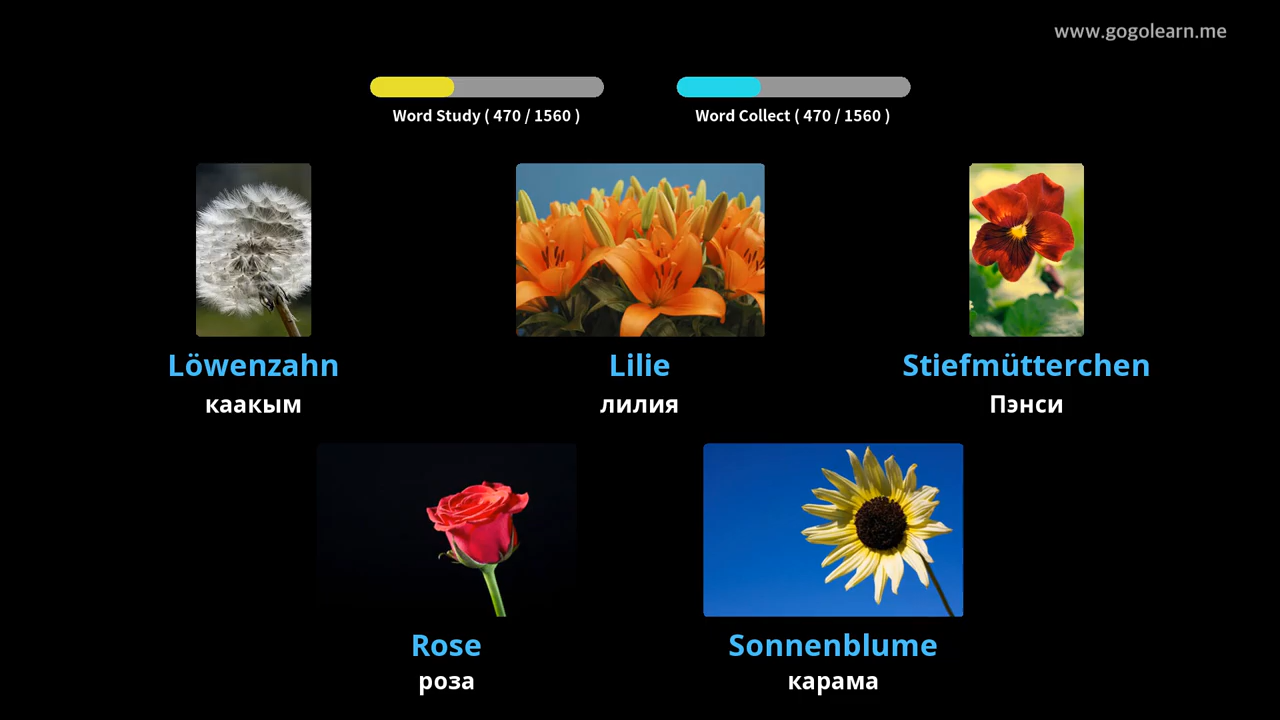 www.gogolearn.me
Word Study ( 470 / 1560 )
Word Collect ( 470 / 1560 )
Löwenzahn
каакым
Lilie
лилия
Stiefmütterchen
Пэнси
Rose
роза
Sonnenblume
карама